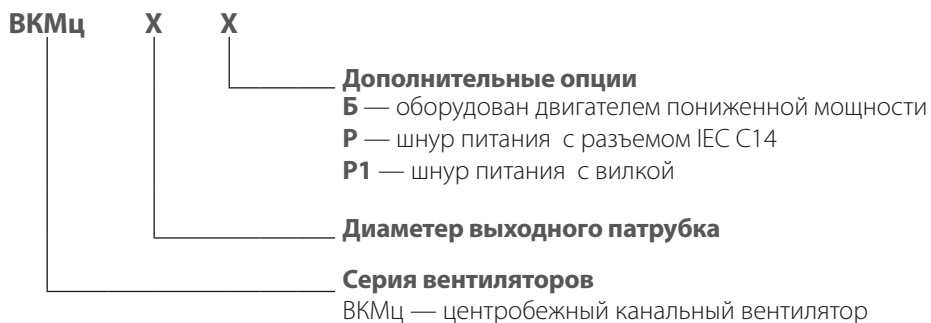 ВКМц X X
Дополнительные опции
Б — оборудован двигателем пониженной мощности
Р — шнур питания с разъемом IEC C14
Р1 — шнур питания с вилкой
Диаметер выходного патрубка
Серия вентиляторов
ВКМц — центробежный канальный вентилятор